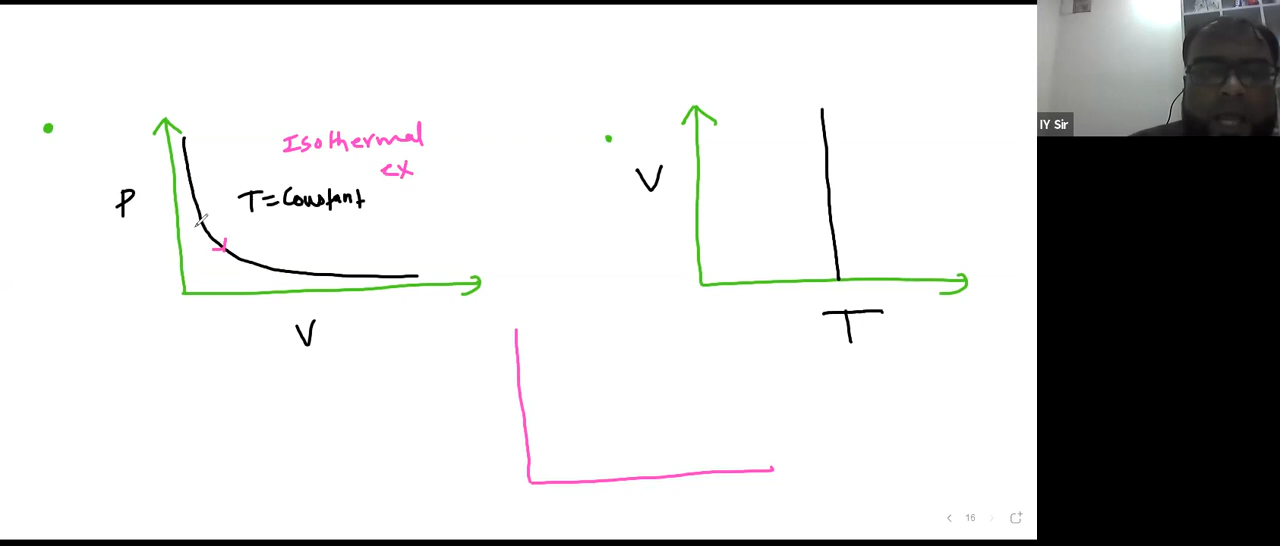 Isothermal
ex
P
T=Constant
V
V
T
IY Sir
16